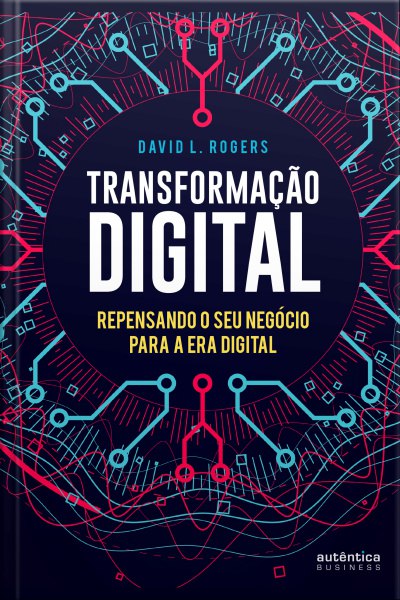 DAVID L. ROGERS
TRANSFORMAÇÃO
DIGITAL
REPENSANDO O SEU NEGÓCIO
PARA A ERA DIGITAL
autêntica
BUSINESS